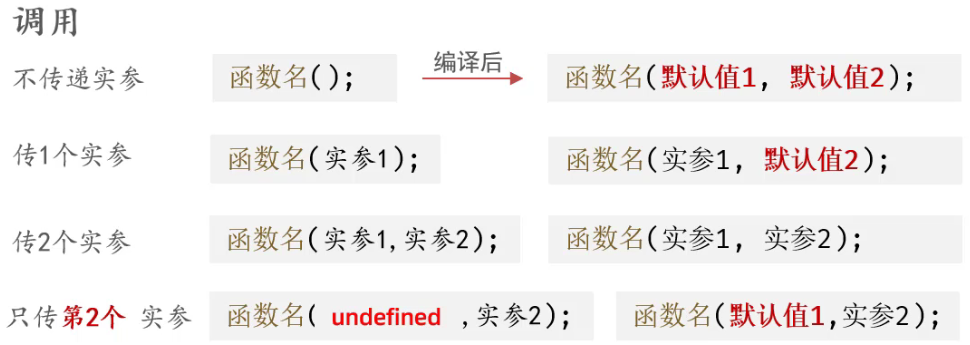 调用
不传递实参 函数名(); 编译后 函数名(默认值1, 默认值2);
传1个实参 函数名(实参1); 函数名(实参1, 默认值2);
传2个实参 函数名(实参1,实参2); 函数名(实参1, 实参2);
只传第2个 实参 函数名( undefined ,实参2); 函数名(默认值1,实参2);